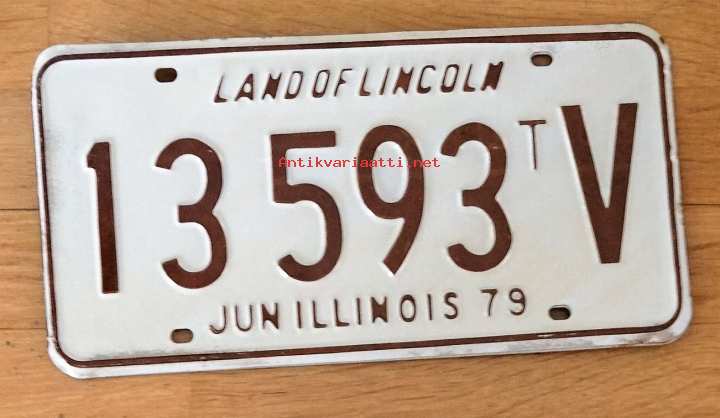 LAND OF LINCOLN
13 593 T V
Antikvariaatti.net
JUN ILLINOIS 79